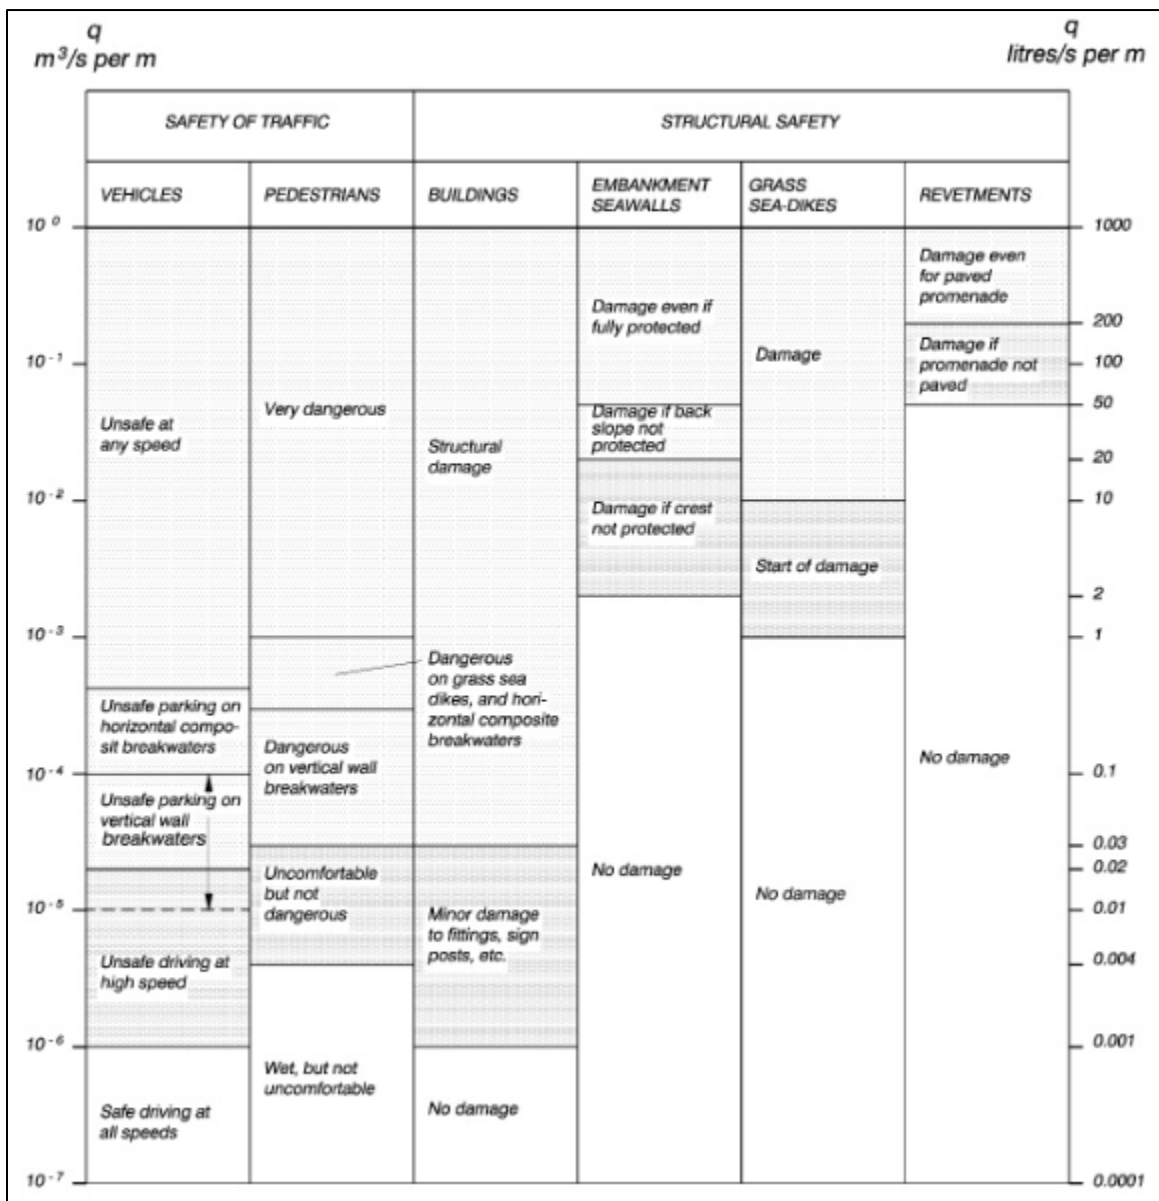 q
m³/s per m
q
litres/s per m
SAFETY OF TRAFFIC
STRUCTURAL SAFETY
VEHICLES
PEDESTRIANS
BUILDINGS
EMBANKMENT
SEAWALLS
GRASS
SEA-DIKES
REVETMENTS
10⁰
10⁻¹
10⁻²
10⁻³
10⁻⁴
10⁻⁵
10⁻⁶
10⁻⁷
Unsafe at
any speed
Unsafe parking on
horizontal compo-
sit breakwaters
Unsafe parking on
vertical wall
breakwaters
Unsafe driving at
high speed
Safe driving at
all speeds
Very dangerous
Dangerous
on vertical wall
breakwaters
Uncomfortable
but not
dangerous
Wet, but not
uncomfortable
Structural
damage
Dangerous
on grass sea
dikes, and hori-
zontal composite
breakwaters
Minor damage
to fittings, sign
posts, etc.
No damage
Damage even if
fully protected
Damage if back
slope not
protected
Damage if crest
not protected
No damage
Damage
Start of damage
No damage
Damage even
for paved
promenade
Damage if
promenade not
paved
No damage
1000
200
100
50
20
10
2
1
0.1
0.03
0.02
0.01
0.004
0.001
0.0001